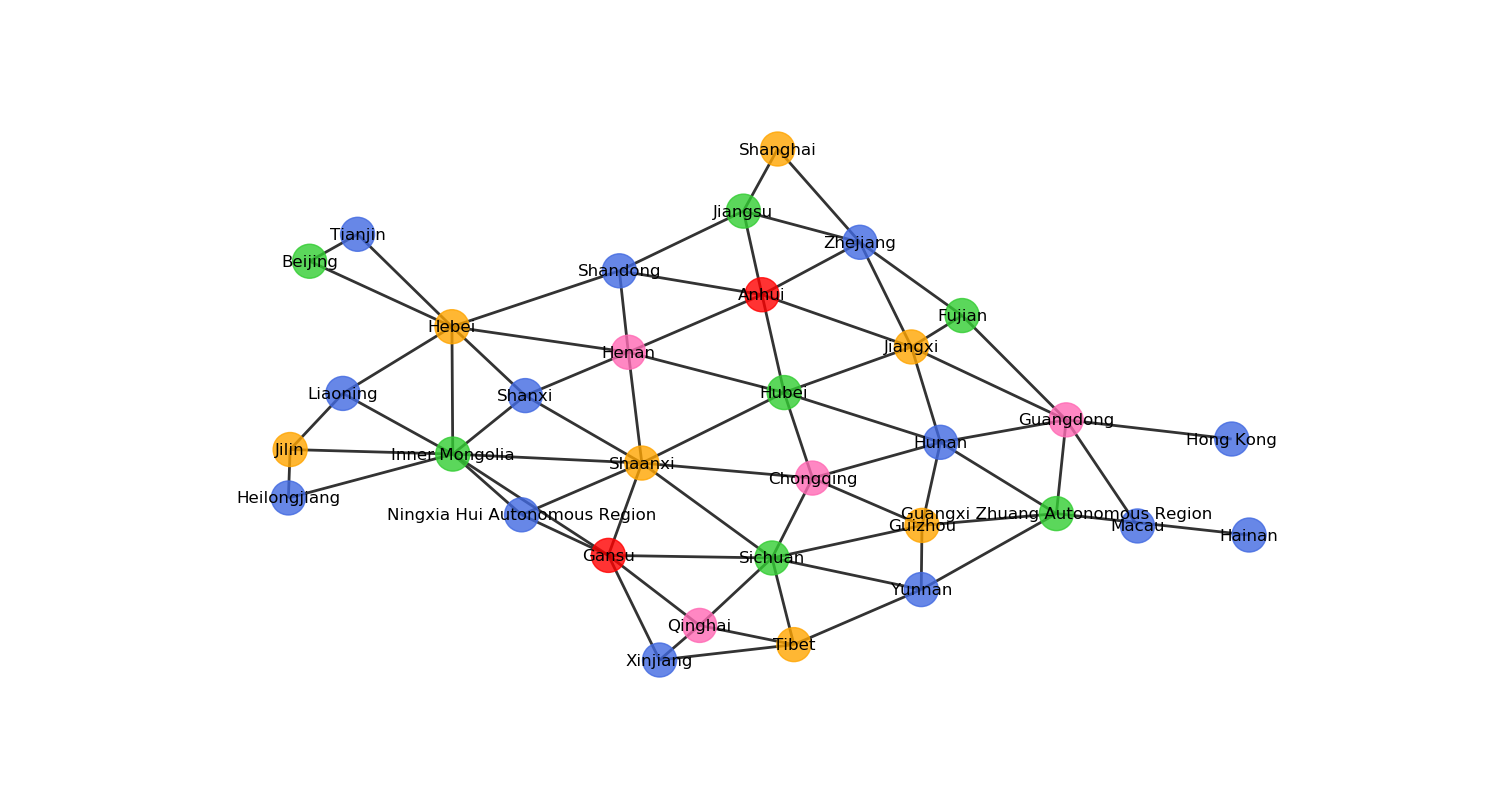 Shanghai
Jiangsu
Tianjin
Zhejiang
Beijing
Shandong
Anhui
Fujian
Hebei
Jiangxi
Henan
Liaoning
Shanxi
Hubei
Guangdong
Hong Kong
Hunan
Jilin
Inner Mongolia
Shaanxi
Chongqing
Heilongjiang
Ningxia Hui Autonomous Region
Guangxi Zhuang Autonomous Region
Guizhou
Macau
Hainan
Gansu
Sichuan
Yunnan
Qinghai
Tibet
Xinjiang